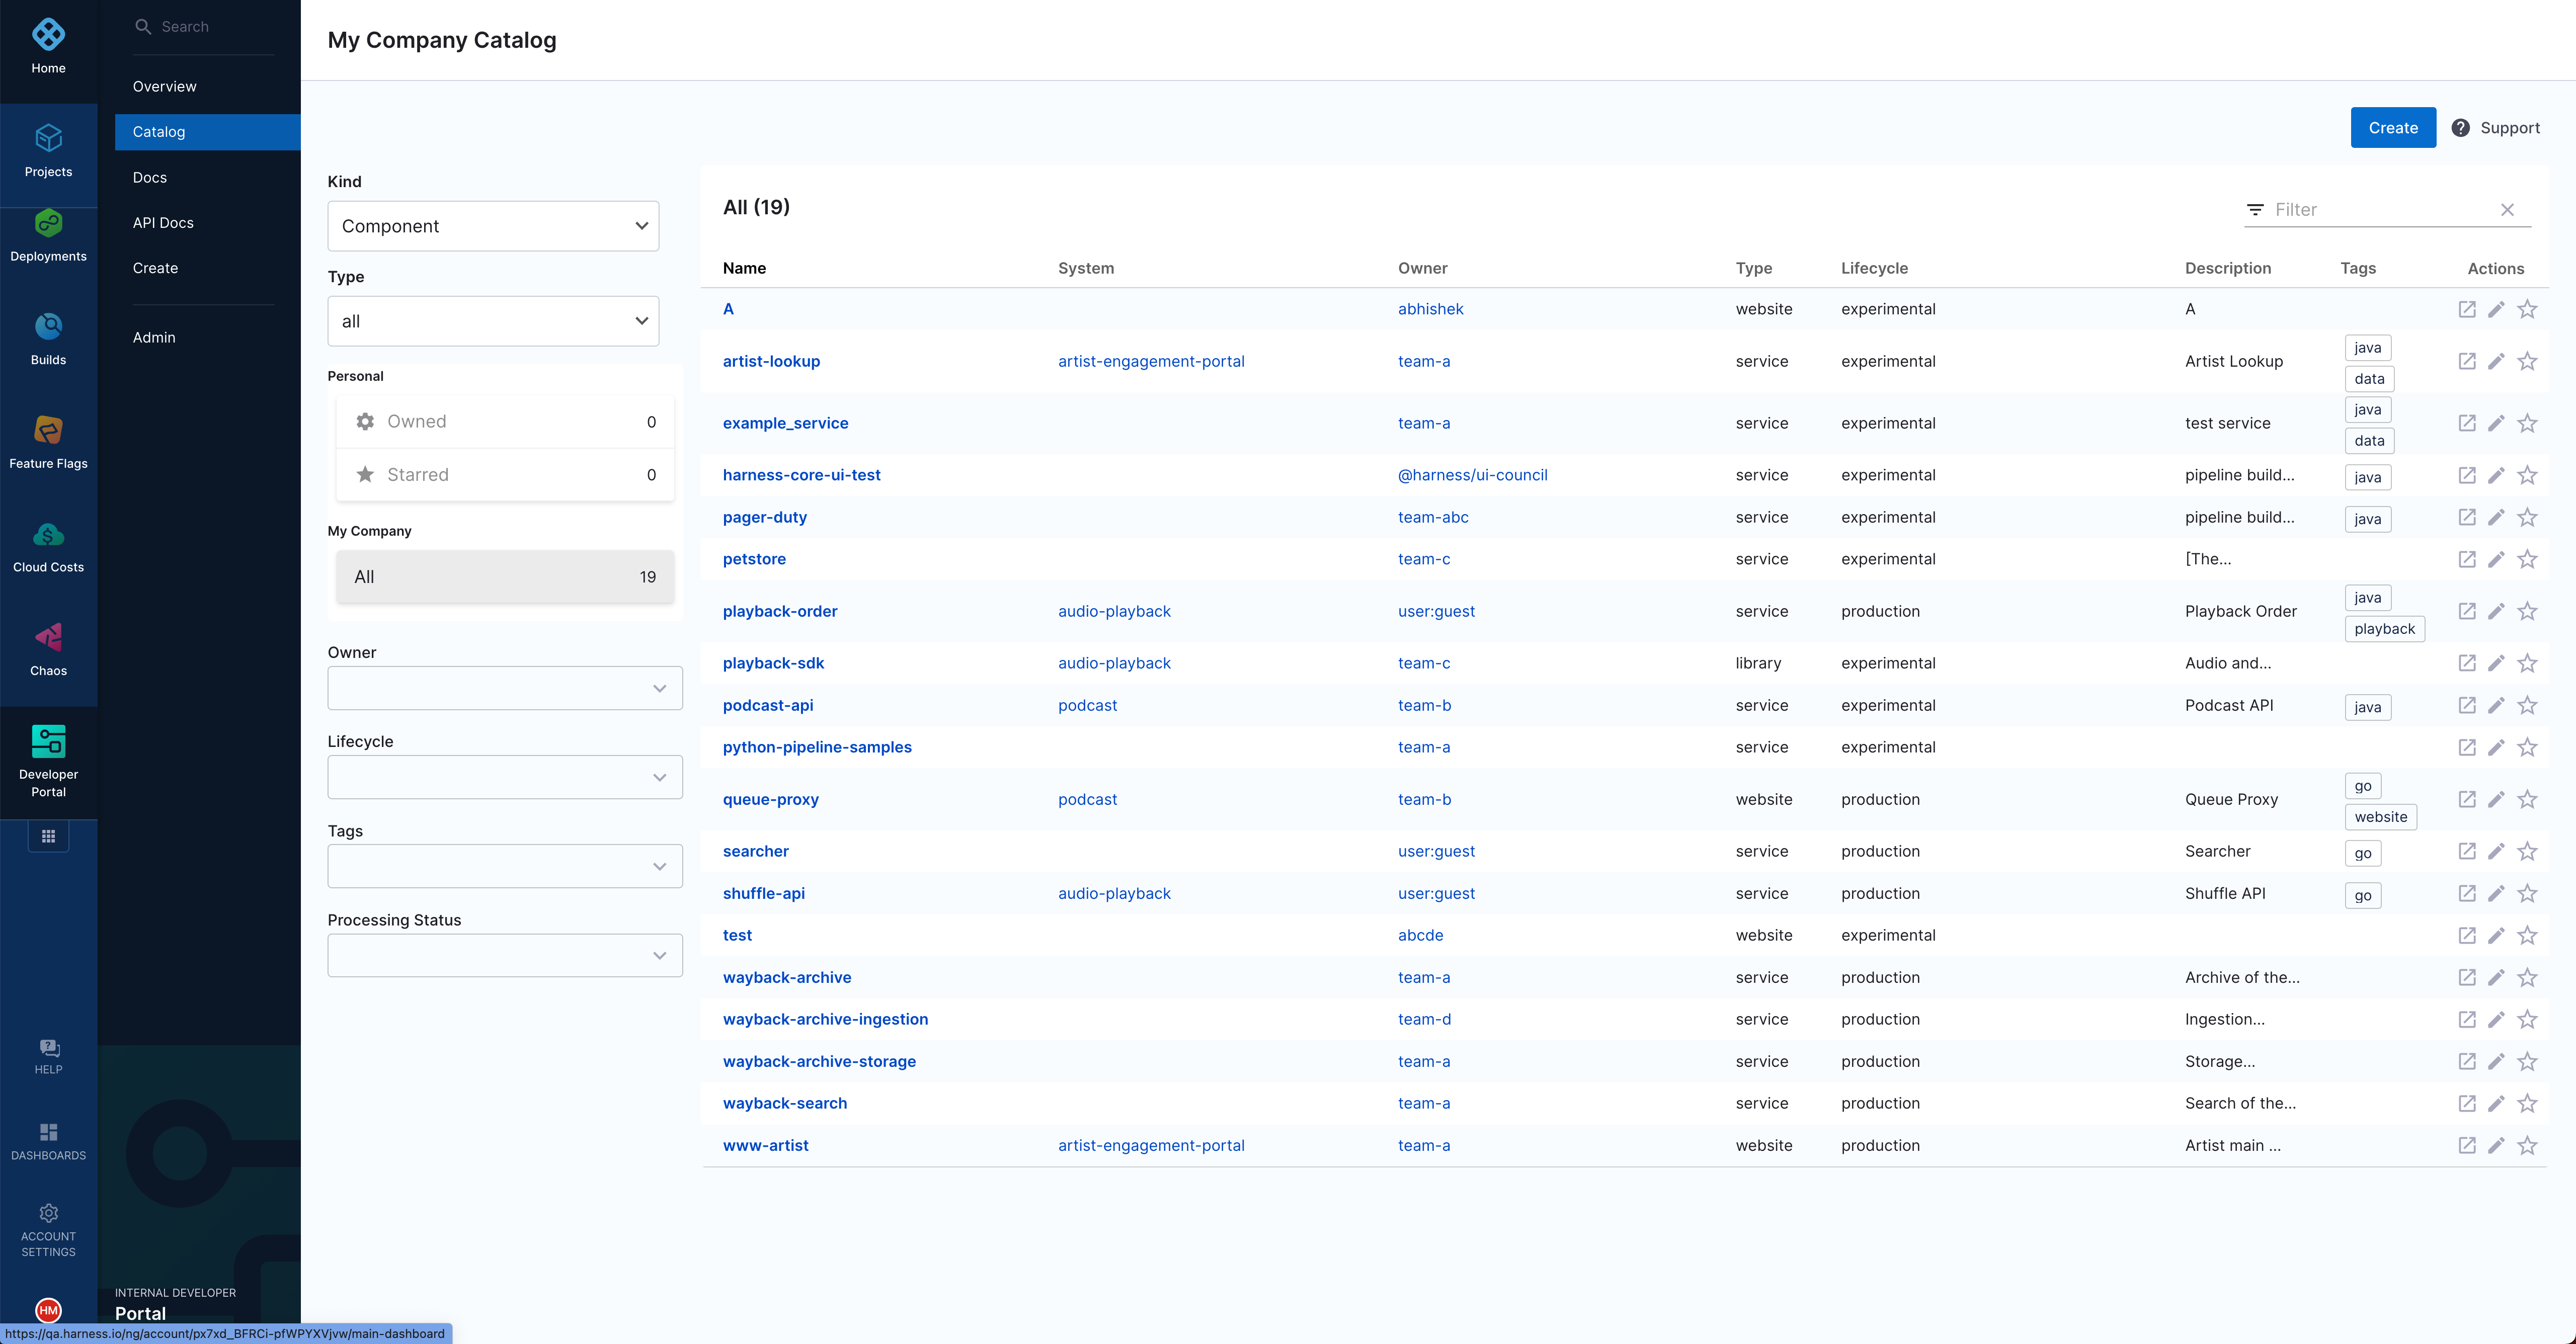 Home
Projects
Deployments
Builds
Feature Flags
Cloud Costs
Chaos
Developer
Portal
HELP
DASHBOARDS
ACCOUNT
SETTINGS
HM
Search
Overview
Catalog
Docs
API Docs
Create
Admin
INTERNAL DEVELOPER
Portal
https://qa.harness.io/ng/account/px7xd_BFRCi-pfWPYXVjvw/main-dashboard
My Company Catalog
Create Support
Kind
Component
Type
all
Personal
Owned 0
Starred 0
My Company
All 19
Owner
Lifecycle
Tags
Processing Status
All (19)
Filter
Name System Owner Type Lifecycle Description Tags Actions
A abhishek website experimental A
artist-lookup artist-engagement-portal team-a service experimental Artist Lookup java
data
example_service team-a service experimental test service java
data
harness-core-ui-test @harness/ui-council service experimental pipeline build... java
pager-duty team-abc service experimental pipeline build... java
petstore team-c service experimental [The...
playback-order audio-playback user:guest service production Playback Order java
playback
playback-sdk audio-playback team-c library experimental Audio and...
podcast-api podcast team-b service experimental Podcast API java
python-pipeline-samples team-a service experimental
queue-proxy podcast team-b website production Queue Proxy go
website
searcher user:guest service production Searcher go
shuffle-api audio-playback user:guest service production Shuffle API go
test abcde website experimental
wayback-archive team-a service production Archive of the...
wayback-archive-ingestion team-d service production Ingestion...
wayback-archive-storage team-a service production Storage...
wayback-search team-a service production Search of the...
www-artist artist-engagement-portal team-a website production Artist main ...